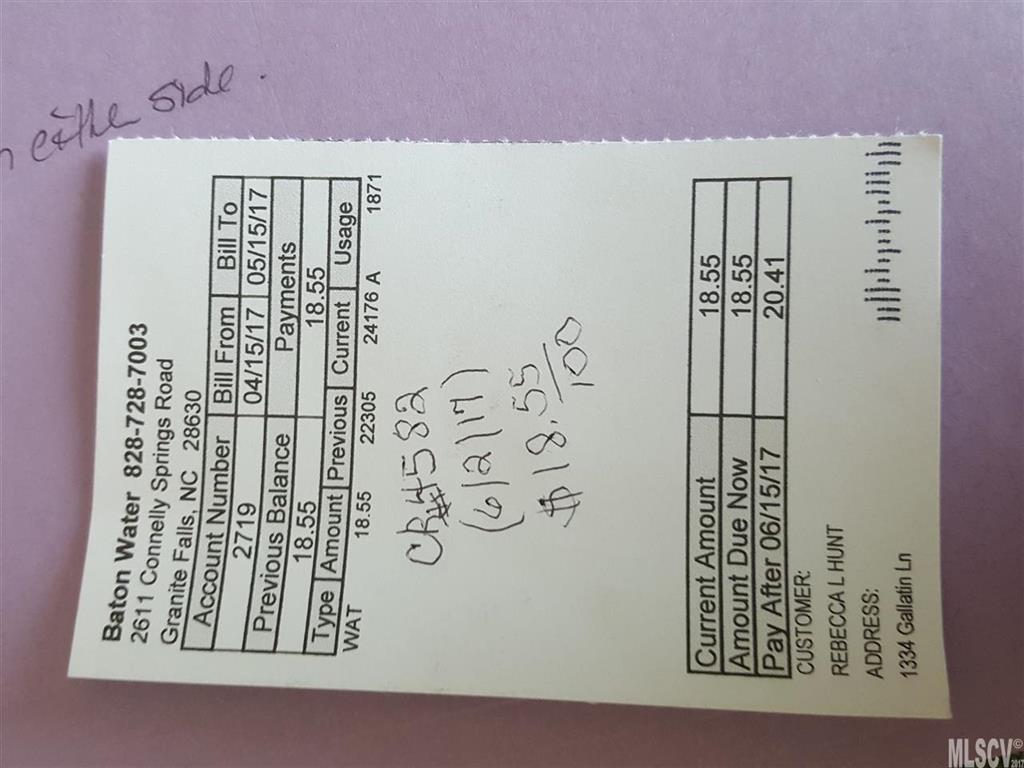 either side.
Baton Water 828-728-7003
2611 Connelly Springs Road
Granite Falls, NC 28630
Account Number Bill From Bill To
2719 04/15/17 05/15/17
Previous Balance Payments
18.55 18.55
Type Amount Previous Current Usage
WAT 18.55 22305 24176 A 1871
Ck#4582
(6/2/17)
$18.55/100
Current Amount 18.55
Amount Due Now 18.55
Pay After 06/15/17 20.41
CUSTOMER:
REBECCA L HUNT
ADDRESS:
1334 Gallatin Ln
MLSCV©
2017